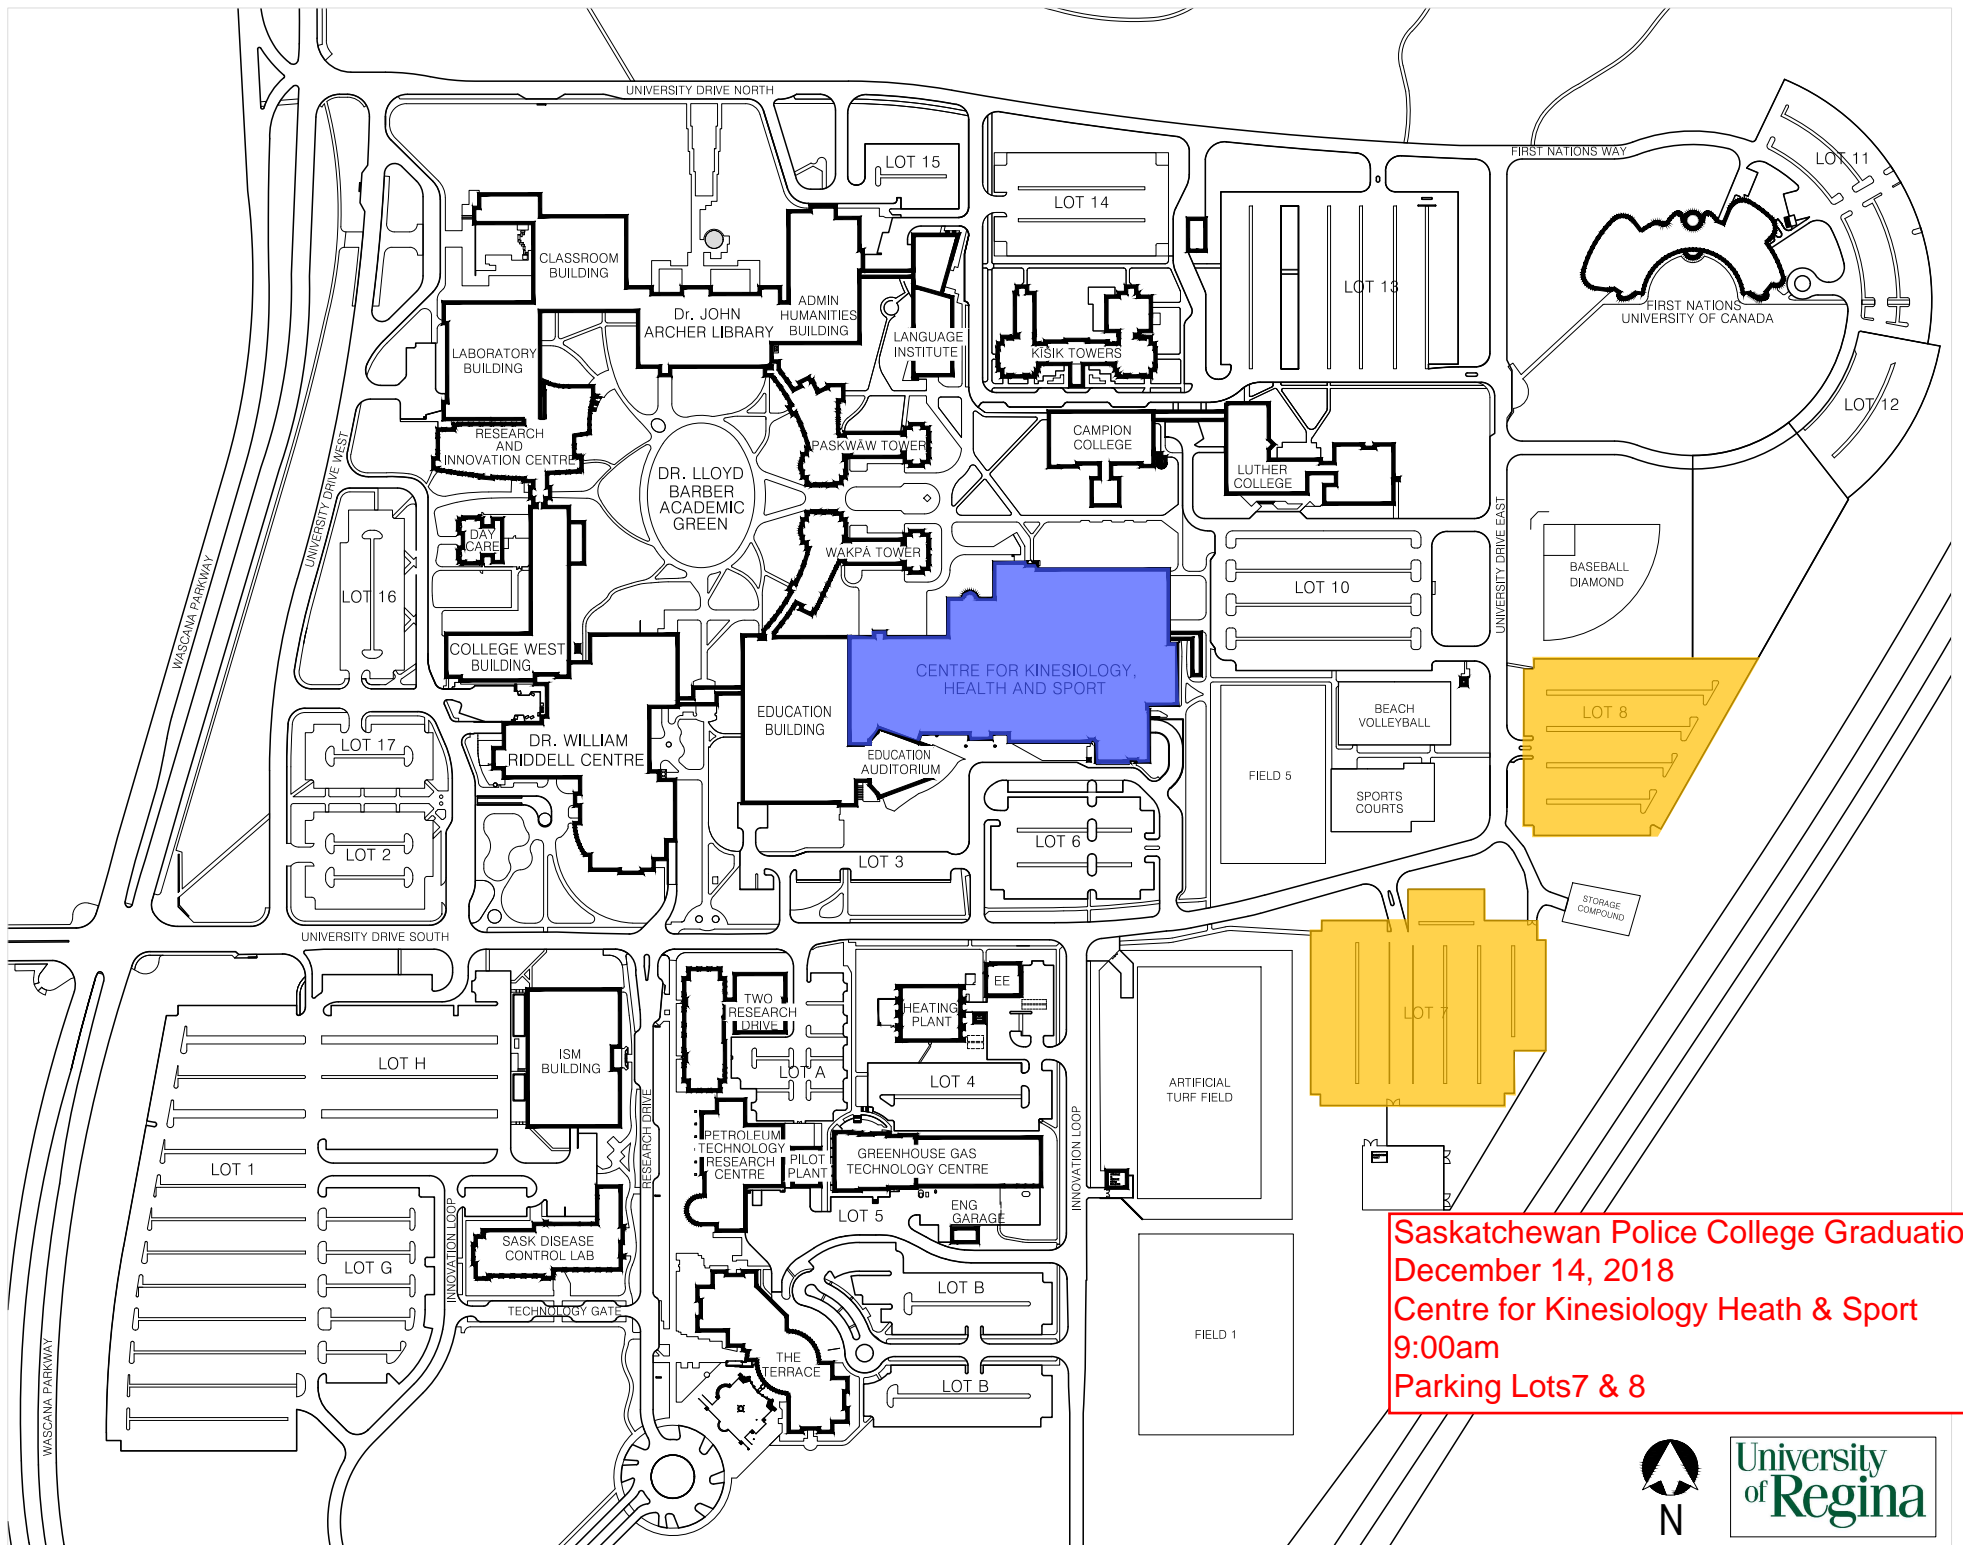 UNIVERSITY DRIVE NORTH
FIRST NATIONS WAY
LOT 11
LOT 15
LOT 14
CLASSROOM
BUILDING
LOT 13
ADMIN
HUMANITIES
BUILDING
Dr. JOHN
ARCHER LIBRARY
FIRST NATIONS
UNIVERSITY OF CANADA
LANGUAGE
INSTITUTE
KĪSIK TOWERS
LABORATORY
BUILDING
LOT 12
RESEARCH
AND
INNOVATION CENTRE
PASKWĀW TOWER
CAMPION
COLLEGE
LUTHER
COLLEGE
DR. LLOYD
BARBER
ACADEMIC
GREEN
UNIVERSITY DRIVE WEST
UNIVERSITY DRIVE EAST
DAY
CARE
WAKPĀ TOWER
BASEBALL
DIAMOND
WASCANA PARKWAY
LOT 16
LOT 10
COLLEGE WEST
BUILDING
CENTRE FOR KINESIOLOGY,
HEALTH AND SPORT
EDUCATION
BUILDING
BEACH
VOLLEYBALL
LOT 8
LOT 17
DR. WILLIAM
RIDDELL CENTRE
EDUCATION
AUDITORIUM
FIELD 5
SPORTS
COURTS
LOT 2
LOT 3
LOT 6
STORAGE
COMPOUND
UNIVERSITY DRIVE SOUTH
TWO
RESEARCH
DRIVE
HEATING
PLANT
EE
LOT 7
LOT H
ISM
BUILDING
LOT A
LOT 4
ARTIFICIAL
TURF FIELD
RESEARCH DRIVE
INNOVATION LOOP
PETROLEUM
TECHNOLOGY
RESEARCH
CENTRE
PILOT
PLANT
GREENHOUSE GAS
TECHNOLOGY CENTRE
LOT 1
LOT 5
ENG
GARAGE
INNOVATION LOOP
SASK DISEASE
CONTROL LAB
LOT G
LOT B
TECHNOLOGY GATE
FIELD 1
THE
TERRACE
LOT B
WASCANA PARKWAY
Saskatchewan Police College Graduatio
December 14, 2018
Centre for Kinesiology Heath & Sport
9:00am
Parking Lots7 & 8
N
University
of Regina